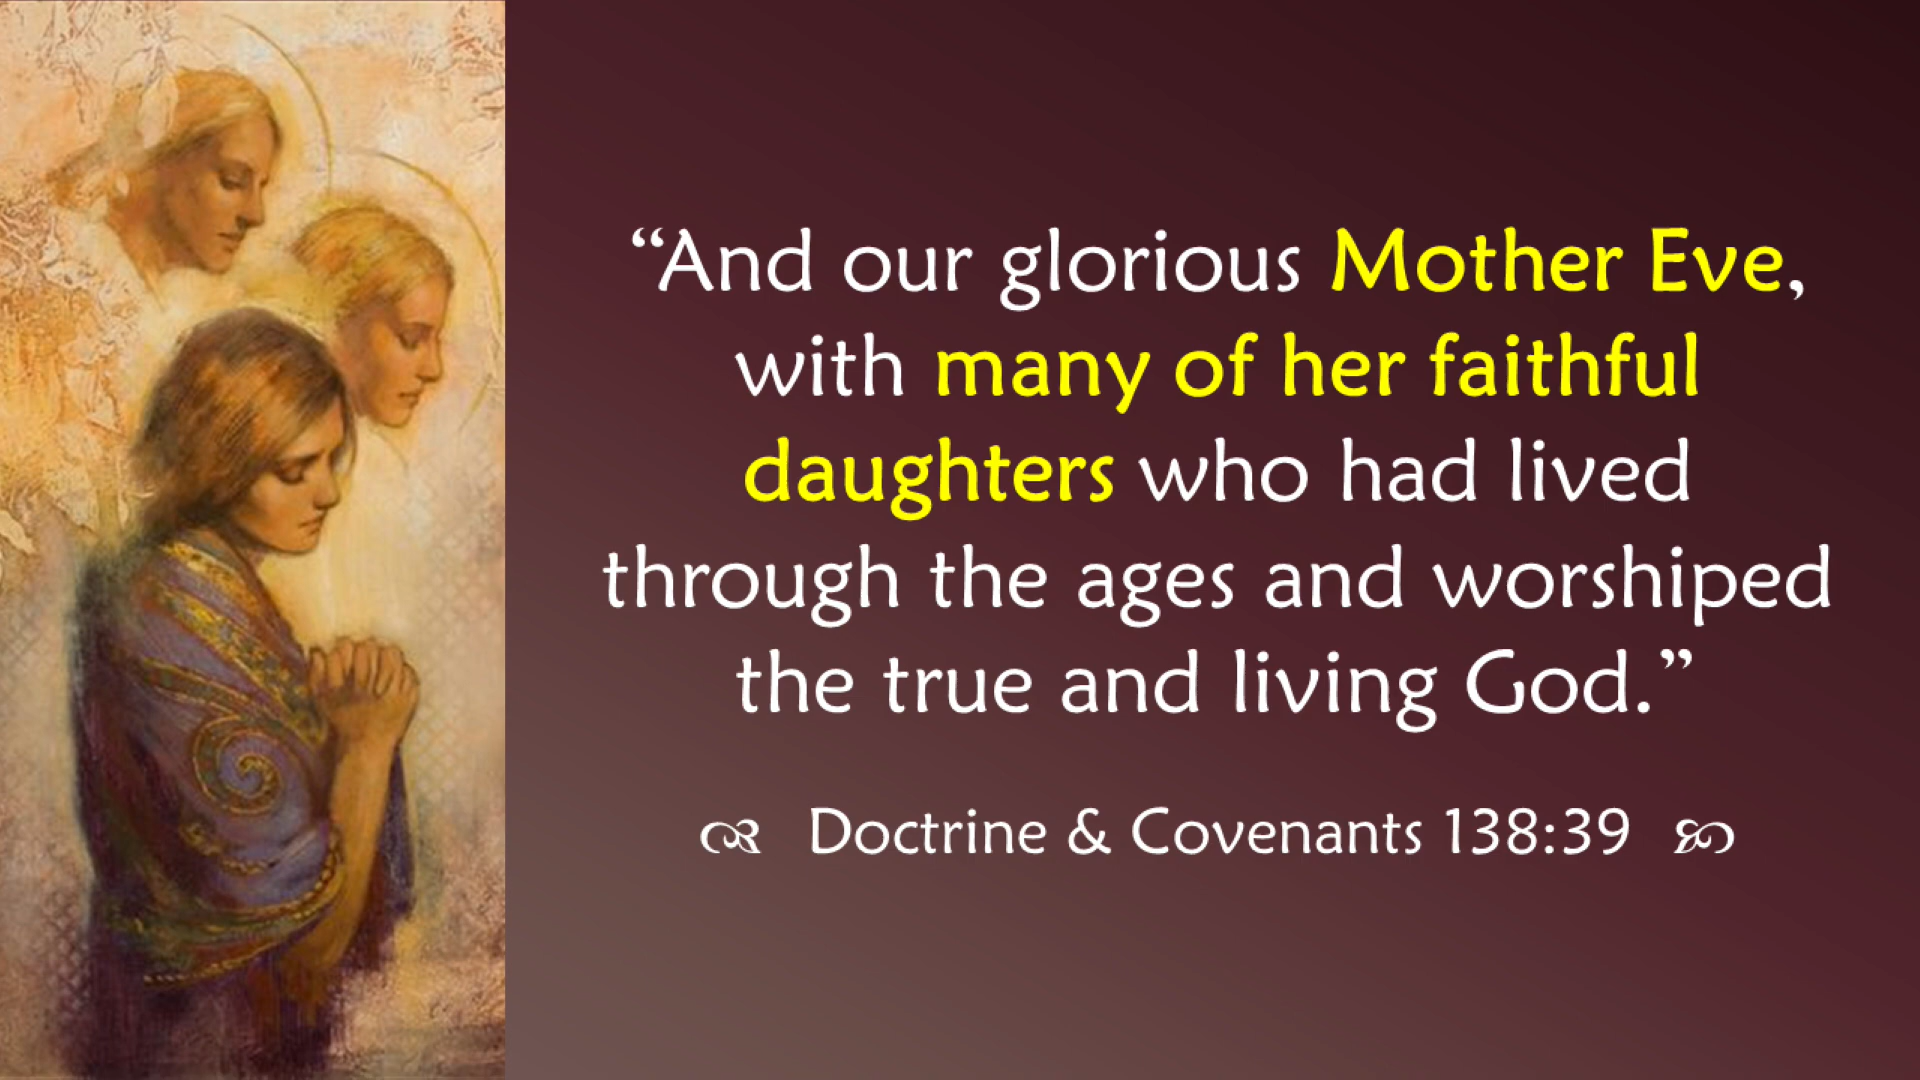 “And our glorious Mother Eve,
with many of her faithful
daughters who had lived
through the ages and worshiped
the true and living God.”
Doctrine & Covenants 138:39